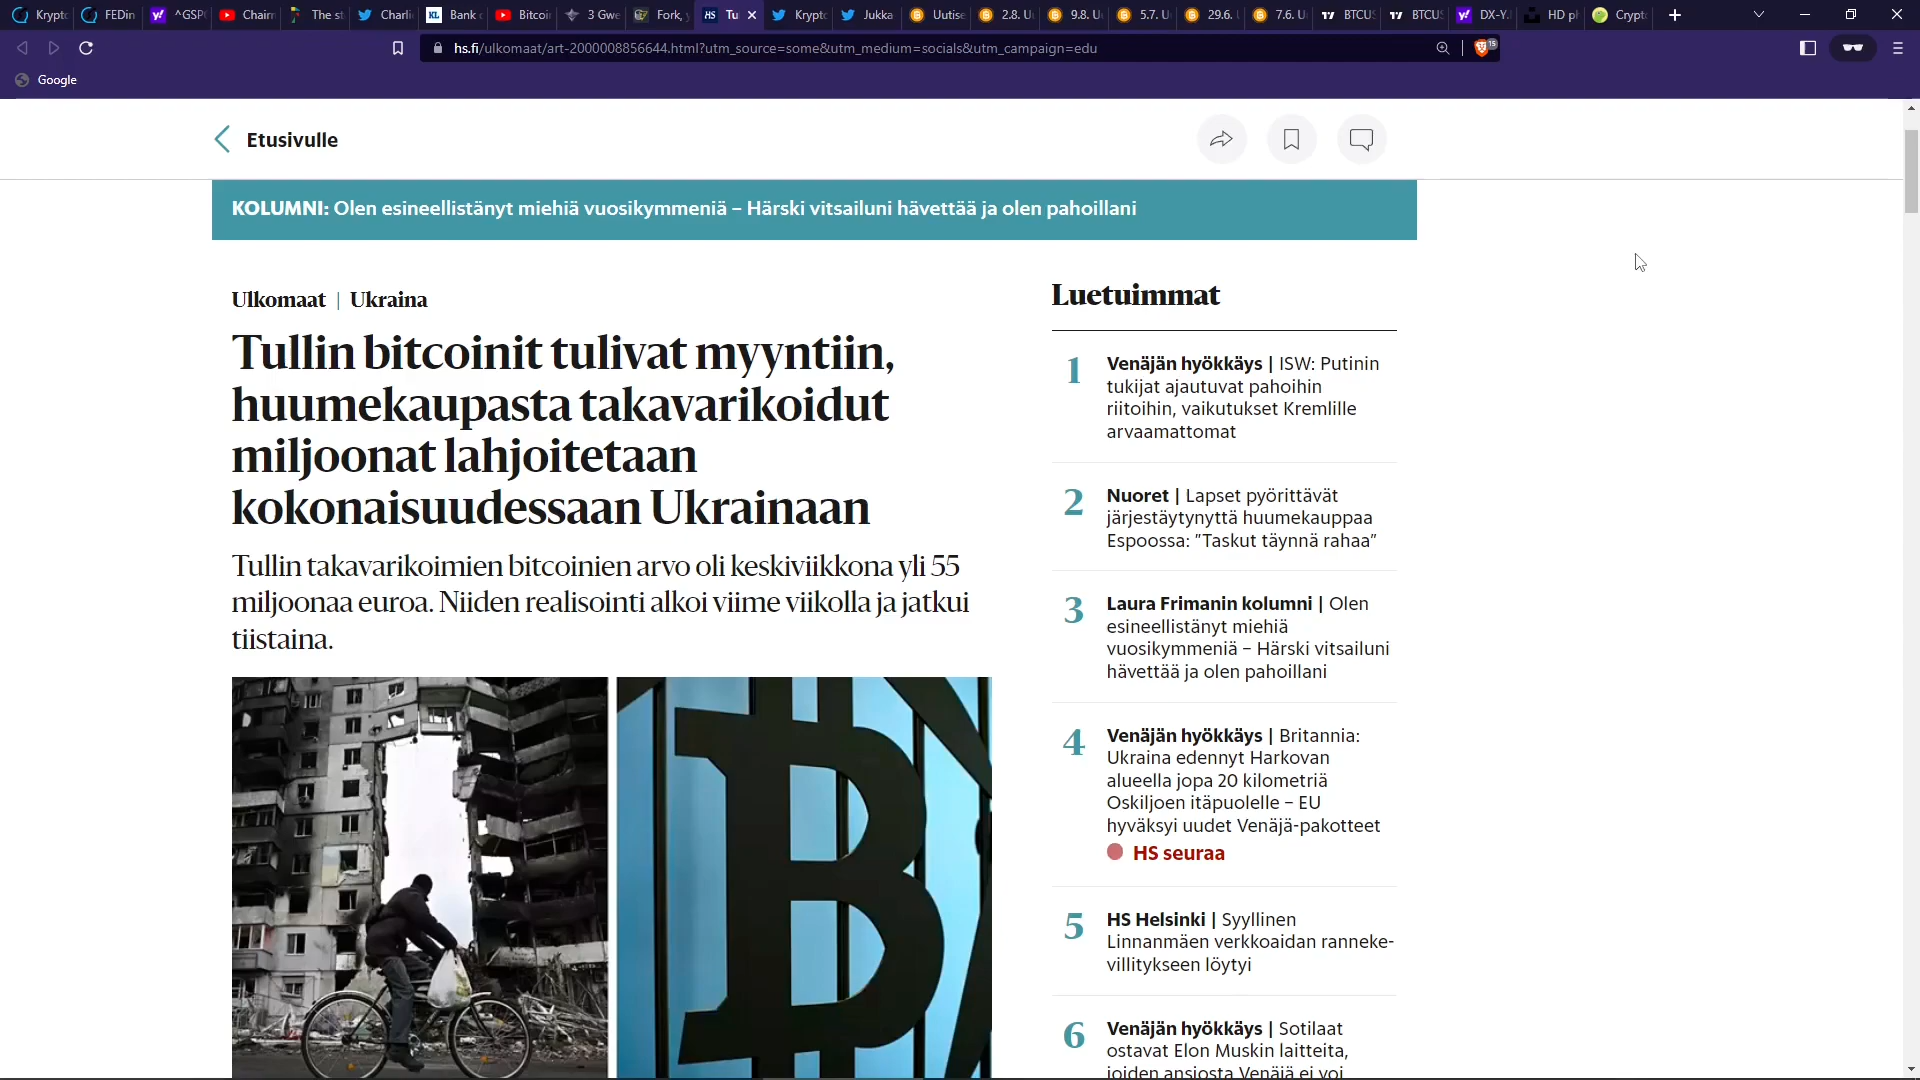 Krypto
FEDin
^GSP
Chairm
The st
Charli
Bank o
Bitcoi
3 Gwe
Fork, y
Tu
Krypto
Jukka
Uutise
2.8. U
9.8. U
5.7. U
29.6.
7.6. U
BTCUS
BTCUS
DX-Y.
HD ph
Crypto
hs.fi/ulkomaat/art-2000008856644.html?utm_source=some&utm_medium=socials&utm_campaign=edu
15
Google
Etusivulle
KOLUMNI: Olen esineellistänyt miehiä vuosikymmeniä – Härski vitsailuni hävettää ja olen pahoillani
Ulkomaat | Ukraina
Tullin bitcoinit tulivat myyntiin,
huumekaupasta takavarikoidut
miljoonat lahjoitetaan
kokonaisuudessaan Ukrainaan
Tullin takavarikoimien bitcoinien arvo oli keskiviikkona yli 55
miljoonaa euroa. Niiden realisointi alkoi viime viikolla ja jatkui
tiistaina.
Luetuimmat
1
Venäjän hyökkäys | ISW: Putinin
tukijat ajautuvat pahoihin
riitoihin, vaikutukset Kremlille
arvaamattomat
2
Nuoret | Lapset pyörittävät
järjestäytynyttä huumekauppaa
Espoossa: ”Taskut täynnä rahaa”
3
Laura Frimanin kolumni | Olen
esineellistänyt miehiä
vuosikymmeniä – Härski vitsailuni
hävettää ja olen pahoillani
4
Venäjän hyökkäys | Britannia:
Ukraina edennyt Harkovan
alueella jopa 20 kilometriä
Oskiljoen itäpuolelle – EU
hyväksyi uudet Venäjä-pakotteet
HS seuraa
5
HS Helsinki | Syyllinen
Linnanmäen verkkoaidan ranneke-
villitykseen löytyi
6
Venäjän hyökkäys | Sotilaat
ostavat Elon Muskin laitteita,
joiden ansiosta Venäjä ei voi